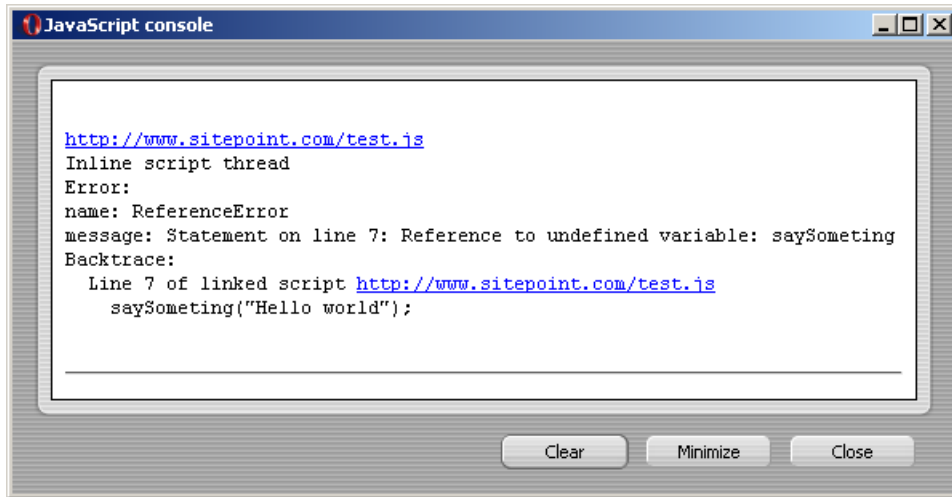 JavaScript console
http://www.sitepoint.com/test.js
Inline script thread
Error:
name: ReferenceError
message: Statement on line 7: Reference to undefined variable: saySometing
Backtrace:
  Line 7 of linked script http://www.sitepoint.com/test.js
    saySometing("Hello world");
Clear Minimize Close